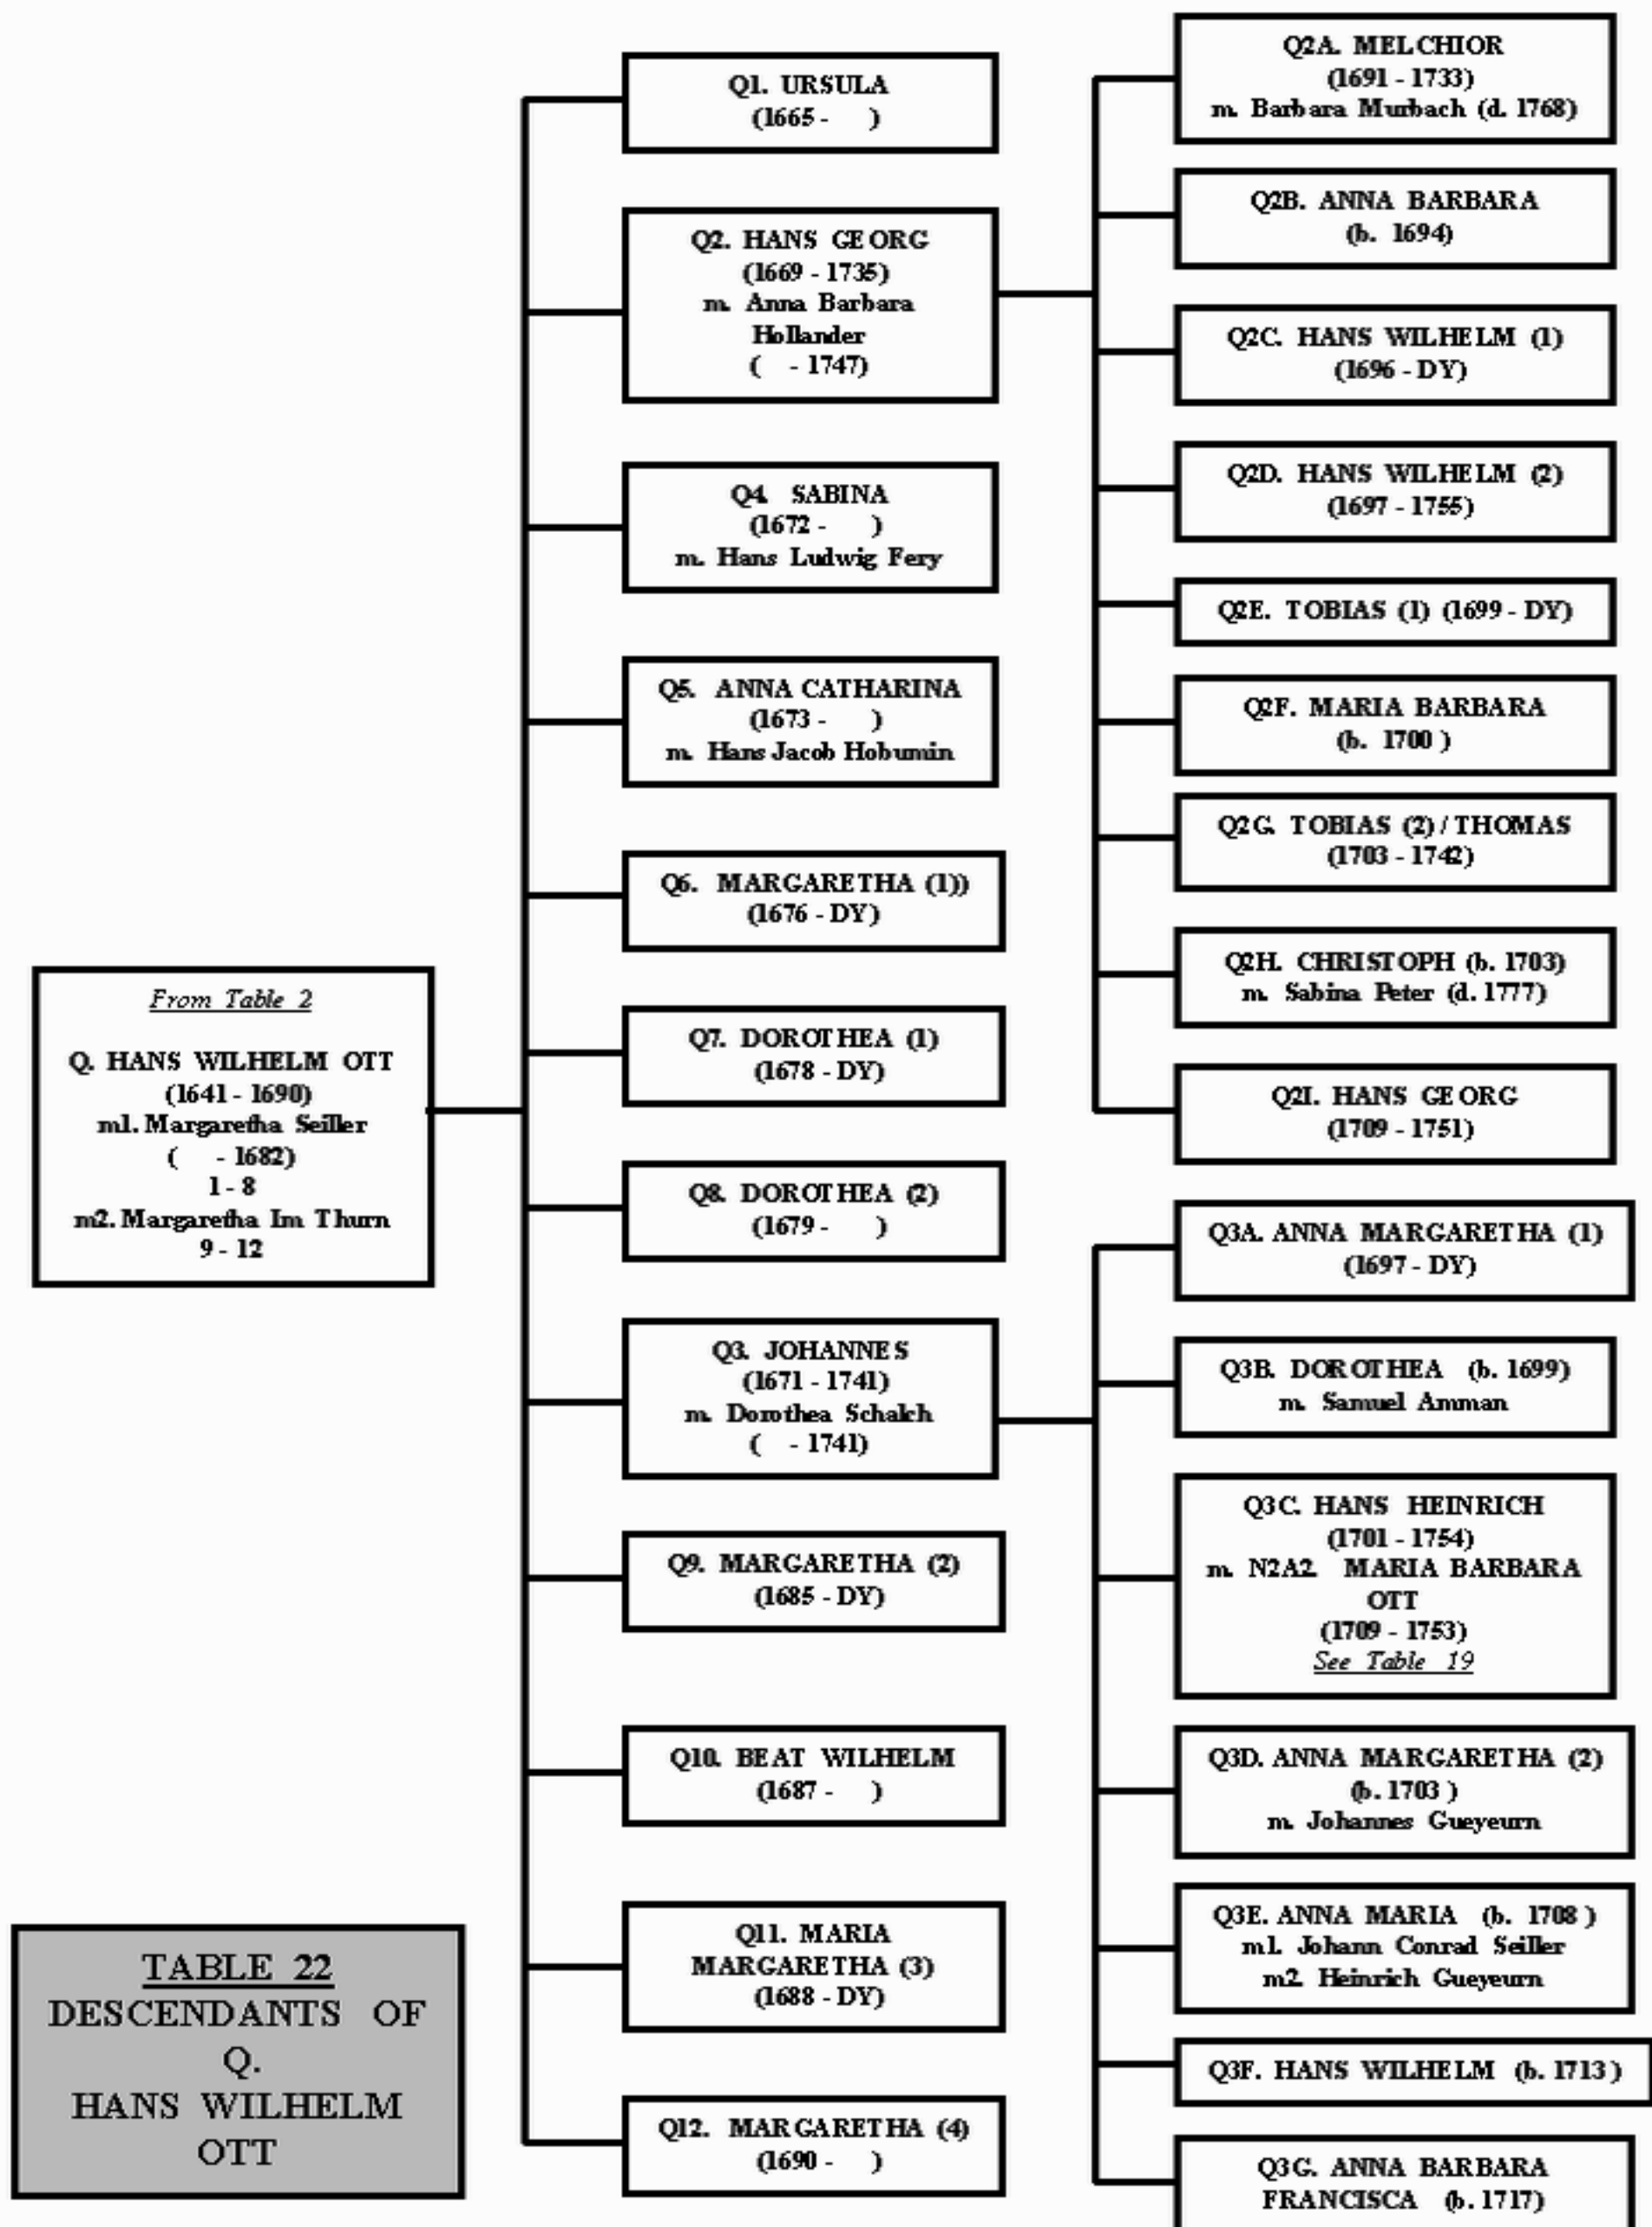 From Table 2
Q. HANS WILHELM OTT
(1641 - 1690)
m1. Margaretha Seiller
(    - 1682)
1 - 8
m2. Margaretha Im Thurn
9 - 12
TABLE 22
DESCENDANTS OF
Q.
HANS WILHELM
OTT
Q1. URSULA
(1665 -    )
Q2. HANS GEORG
(1669 - 1735)
m. Anna Barbara
Hollander
(    - 1747)
Q4. SABINA
(1672 -    )
m. Hans Ludwig Fery
Q5. ANNA CATHARINA
(1673 -    )
m. Hans Jacob Hobumin
Q6. MARGARETHA (1))
(1676 - DY)
Q7. DOROTHEA (1)
(1678 - DY)
Q8. DOROTHEA (2)
(1679 -    )
Q3. JOHANNES
(1671 - 1741)
m. Dorothea Schalch
(    - 1741)
Q9. MARGARETHA (2)
(1685 - DY)
Q10. BEAT WILHELM
(1687 -    )
Q11. MARIA
MARGARETHA (3)
(1688 - DY)
Q12. MARGARETHA (4)
(1690 -    )
Q2A. MELCHIOR
(1691 - 1733)
m. Barbara Murbach (d. 1768)
Q2B. ANNA BARBARA
(b. 1694)
Q2C. HANS WILHELM (1)
(1696 - DY)
Q2D. HANS WILHELM (2)
(1697 - 1755)
Q2E. TOBIAS (1) (1699 - DY)
Q2F. MARIA BARBARA
(b. 1700 )
Q2G. TOBIAS (2) / THOMAS
(1703 - 1742)
Q2H. CHRISTOPH (b. 1703)
m. Sabina Peter (d. 1777)
Q2I. HANS GEORG
(1709 - 1751)
Q3A. ANNA MARGARETHA (1)
(1697 - DY)
Q3B. DOROTHEA (b. 1699)
m. Samuel Amman
Q3C. HANS HEINRICH
(1701 - 1754)
m. N2A2. MARIA BARBARA
OTT
(1709 - 1753)
See Table 19
Q3D. ANNA MARGARETHA (2)
(b. 1703 )
m. Johannes Gueyeurn
Q3E. ANNA MARIA (b. 1708 )
m1. Johann Conrad Seiller
m2. Heinrich Gueyeurn
Q3F. HANS WILHELM (b. 1713 )
Q3G. ANNA BARBARA
FRANCISCA (b. 1717)